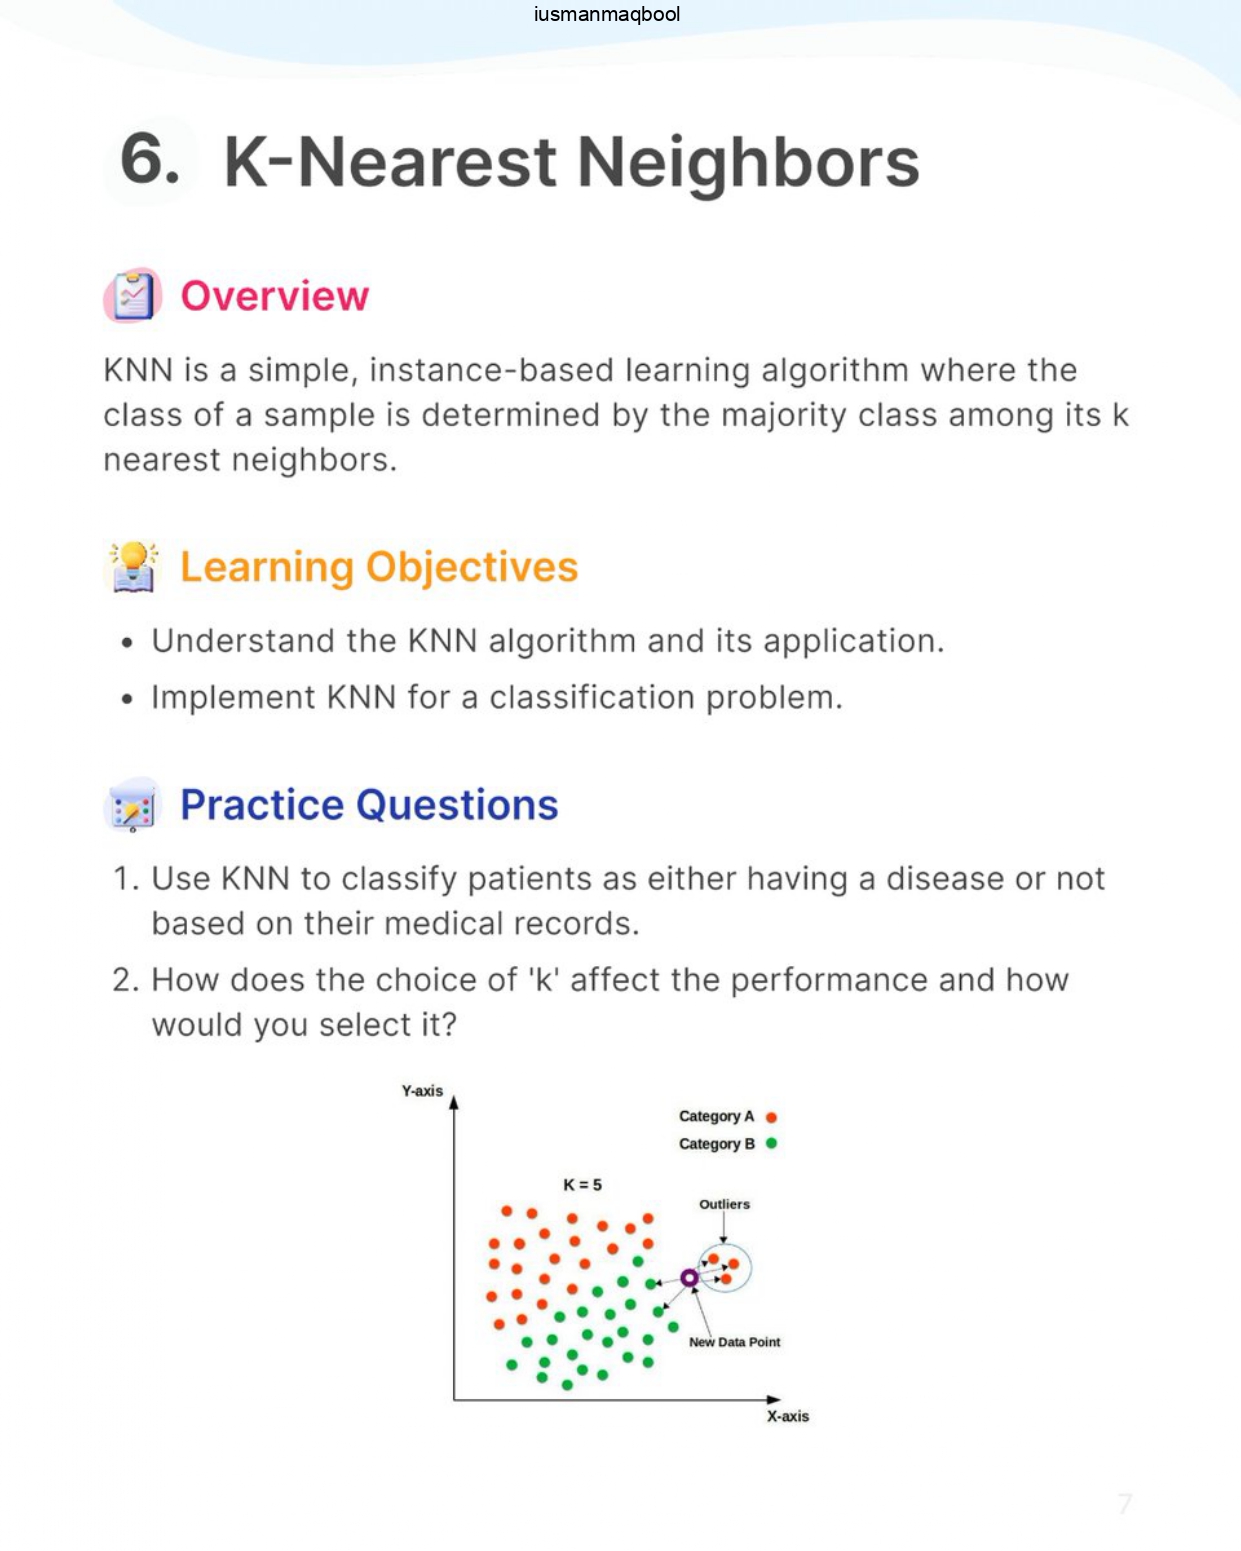 iusmanmaqbool
6. K-Nearest Neighbors
Overview
KNN is a simple, instance-based learning algorithm where the
class of a sample is determined by the majority class among its k
nearest neighbors.
Learning Objectives
• Understand the KNN algorithm and its application.
• Implement KNN for a classification problem.
Practice Questions
1. Use KNN to classify patients as either having a disease or not
based on their medical records.
2. How does the choice of 'k' affect the performance and how
would you select it?
Y-axis
Category A
Category B
K = 5
Outliers
New Data Point
X-axis
7